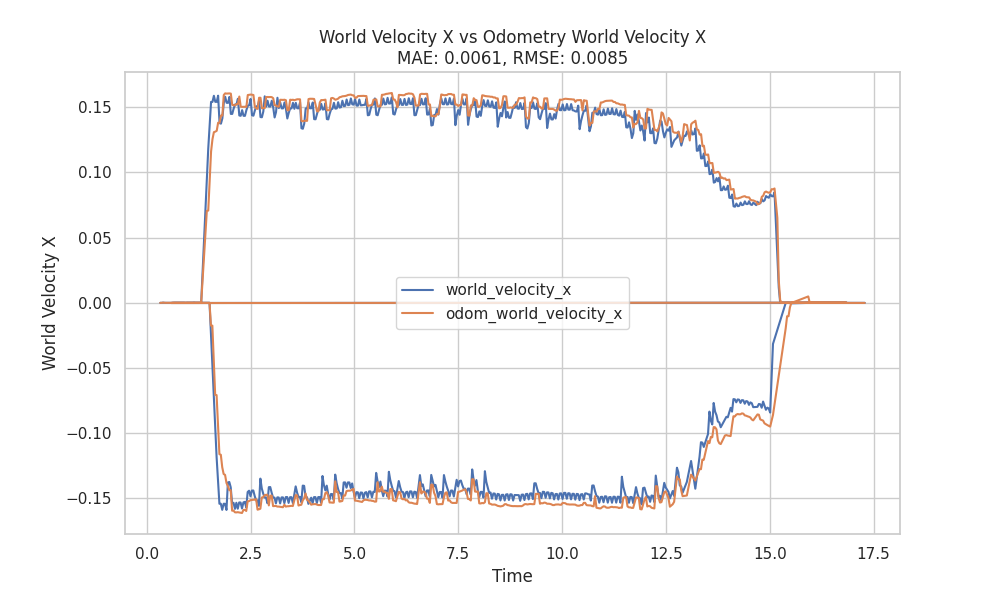 World Velocity X vs Odometry World Velocity X
MAE: 0.0061, RMSE: 0.0085
World Velocity X
0.15
0.10
0.05
0.00
−0.05
−0.10
−0.15
world_velocity_x
odom_world_velocity_x
0.0 2.5 5.0 7.5 10.0 12.5 15.0 17.5
Time